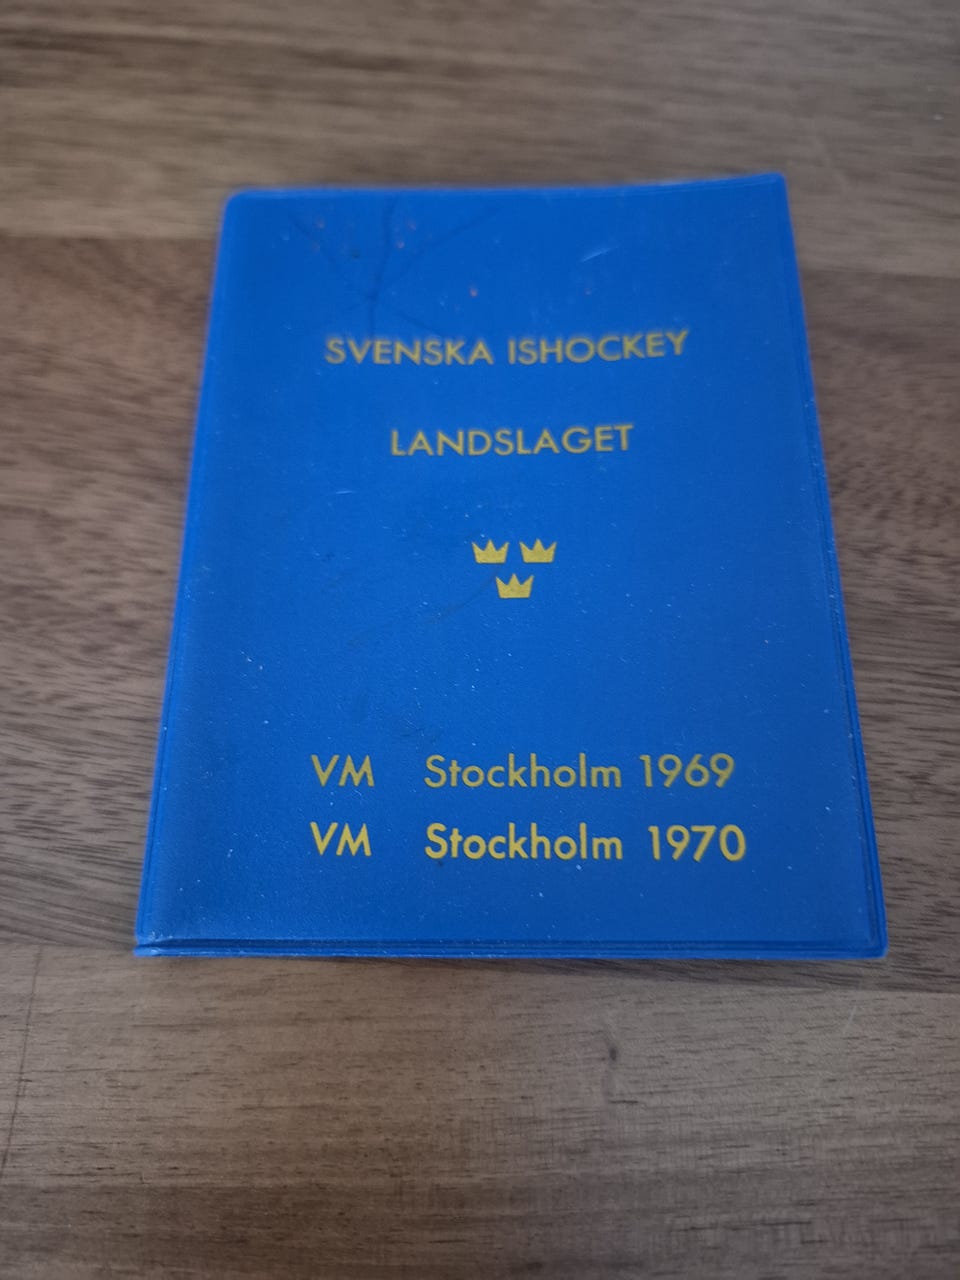 SVENSKA ISHOCKEY
LANDSLAGET
VM Stockholm 1969
VM Stockholm 1970